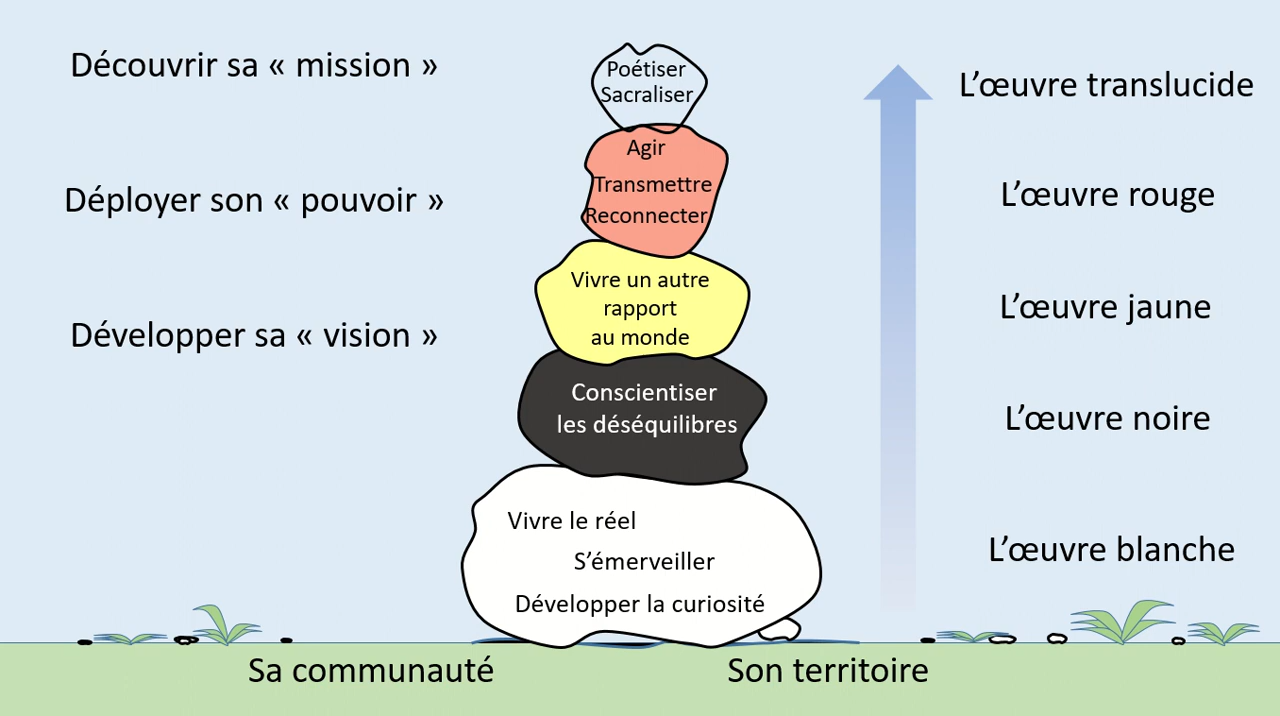 Découvrir sa « mission »
Déployer son « pouvoir »
Développer sa « vision »
Poétiser
Sacraliser
Agir
Transmettre
Reconnecter
Vivre un autre
rapport
au monde
Conscientiser
les déséquilibres
Vivre le réel
S’émerveiller
Développer la curiosité
L’œuvre translucide
L’œuvre rouge
L’œuvre jaune
L’œuvre noire
L’œuvre blanche
Sa communauté
Son territoire